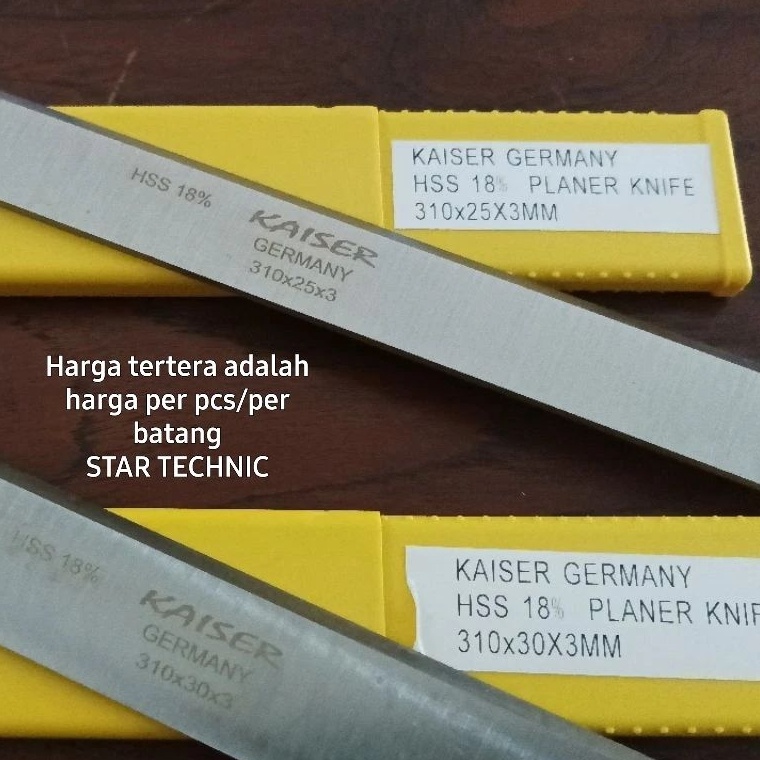 HSS 18%
KAISER
GERMANY
310x25x3
KAISER GERMANY
HSS 18% PLANER KNIFE
310x25X3MM
Harga tertera adalah
harga per pcs/per
batang
STAR TECHNIC
HSS 18%
KAISER
GERMANY
310x30x3
KAISER GERMANY
HSS 18% PLANER KNIF
310x30X3MM